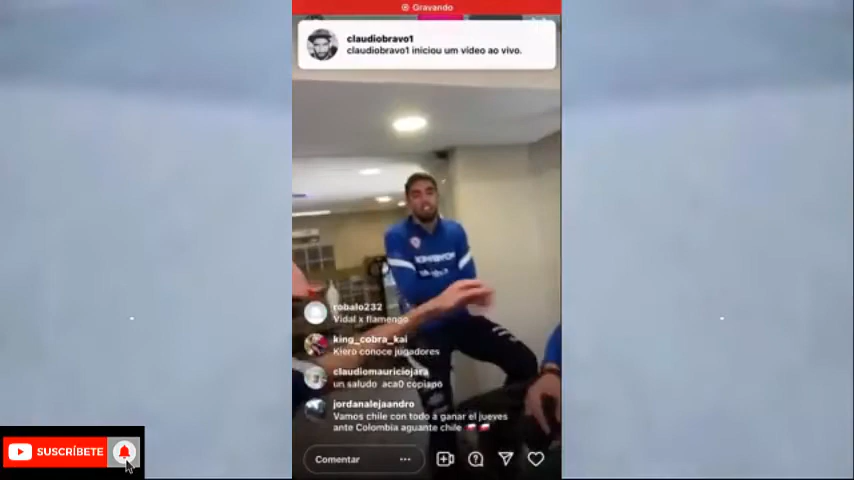 Gravando
claudiobravo1
claudiobravo1 iniciou um vídeo ao vivo.
robalo232
Vidal x flamengo
king_cobra_kai
Kiero conoce jugadores
claudiomauriciojara
un saludo aca0 copiapo
jordanalejaandro
Vamos chile con todo a ganar el jueves
ante Colombia aguante chile 🇨🇱 🇨🇱
Comentar
SUSCRÍBETE